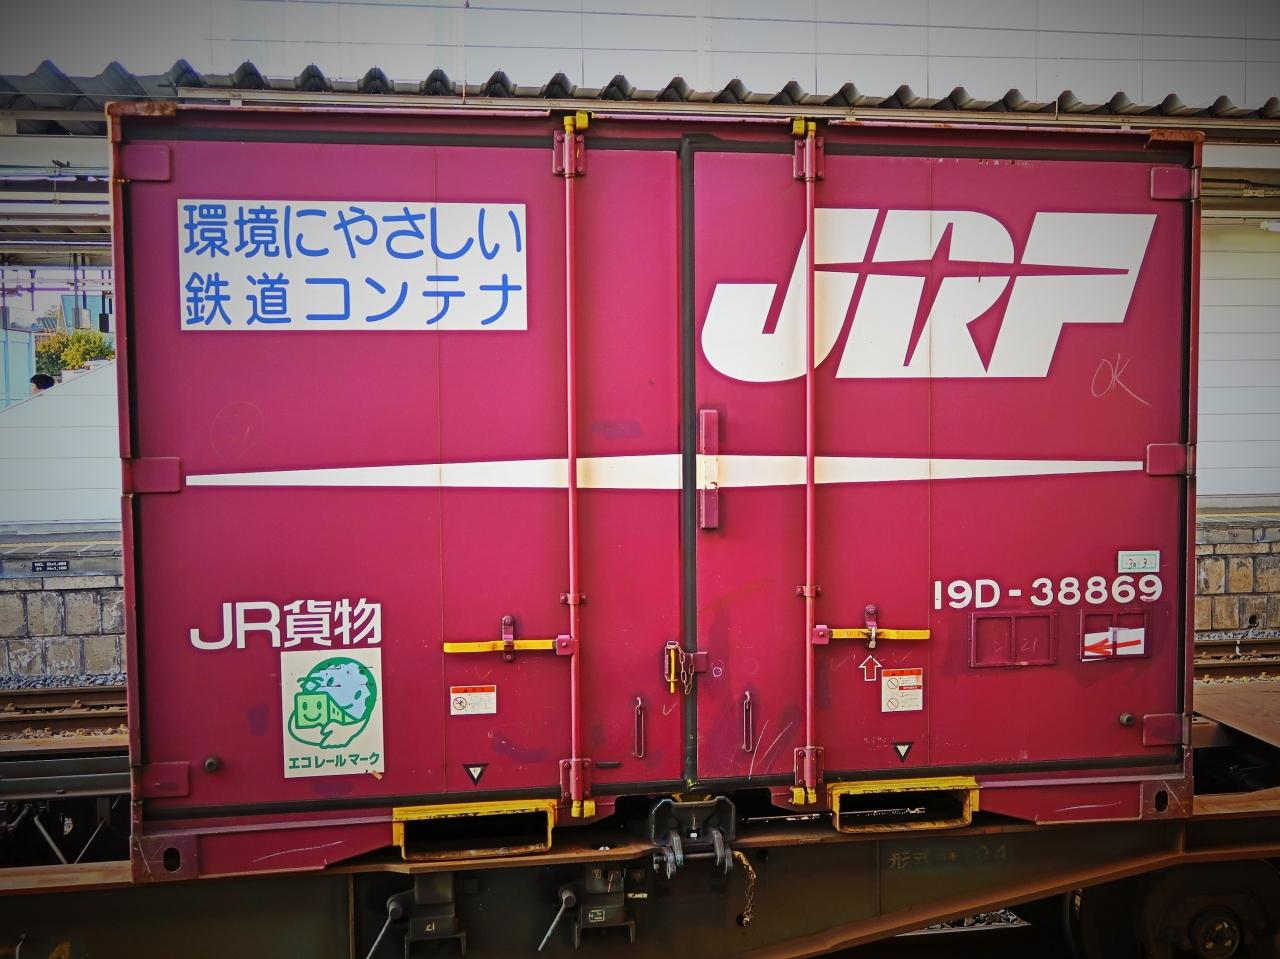 環境にやさしい
鉄道コンテナ
JRF
OK
19D-38869
JR貨物
エコレールマーク